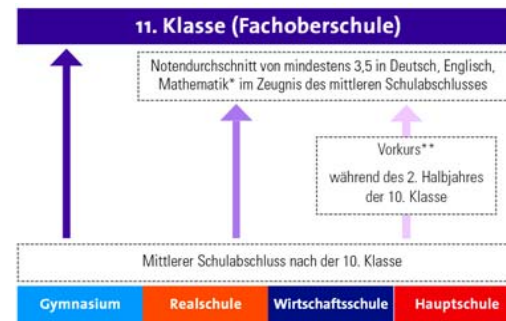 11. Klasse (Fachoberschule)
Notendurchschnitt von mindestens 3,5 in Deutsch, Englisch,
Mathematik* im Zeugnis des mittleren Schulabschlusses
Vorkurs**
während des 2. Halbjahres
der 10. Klasse
Mittlerer Schulabschluss nach der 10. Klasse
Gymnasium Realschule Wirtschaftsschule Hauptschule